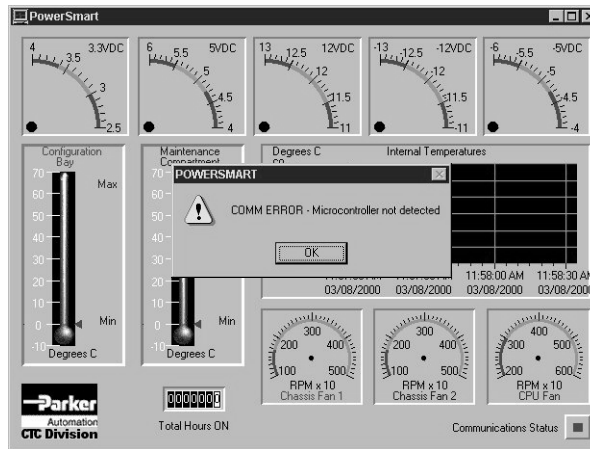 PowerSmart
4 3.3VDC
3.5
3
2.5
6 5VDC
5.5
5
4.5
4
13 12VDC
12.5
12
11.5
11
-13 -12VDC
-12.5
-12
-11.5
-11
-6 -5VDC
-5.5
-5
-4.5
-4
Configuration
Bay
70
60
50
40
30
20
10
0
-10
Max
Min
Degrees C
Maintenance
Compartment
70
60
50
40
30
20
10
0
-10
Min
Degrees C
Degrees C Internal Temperatures
POWERSMART
COMM ERROR - Microcontroller not detected
OK
11:58:00 AM 11:58:30 AM
03/08/2000 03/08/2000 03/08/2000 03/08/2000
300
200 400
100 500
RPM x 10
Chassis Fan 1
300
200 400
100 500
RPM x 10
Chassis Fan 2
400
300 500
200 600
RPM x 10
CPU Fan
Parker
Automation
CTC Division
0000000
Total Hours ON
Communications Status